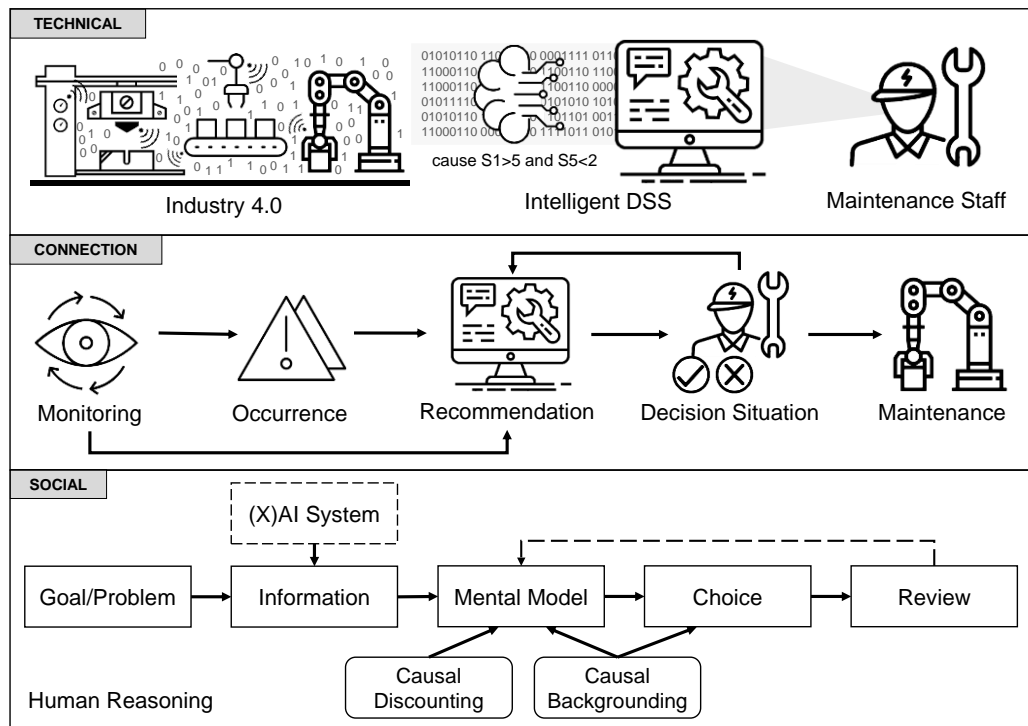 TECHNICAL
cause S1>5 and S5<2
Industry 4.0
Intelligent DSS
Maintenance Staff
CONNECTION
Monitoring
Occurrence
Recommendation
Decision Situation
Maintenance
SOCIAL
(X)AI System
Goal/Problem
Information
Mental Model
Choice
Review
Causal
Discounting
Causal
Backgrounding
Human Reasoning